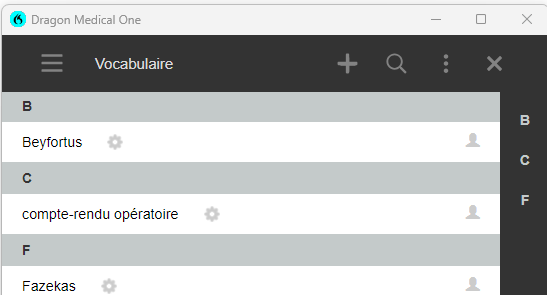 Dragon Medical One
Vocabulaire
B
Beyfortus
C
compte-rendu opératoire
F
Fazekas
B
C
F